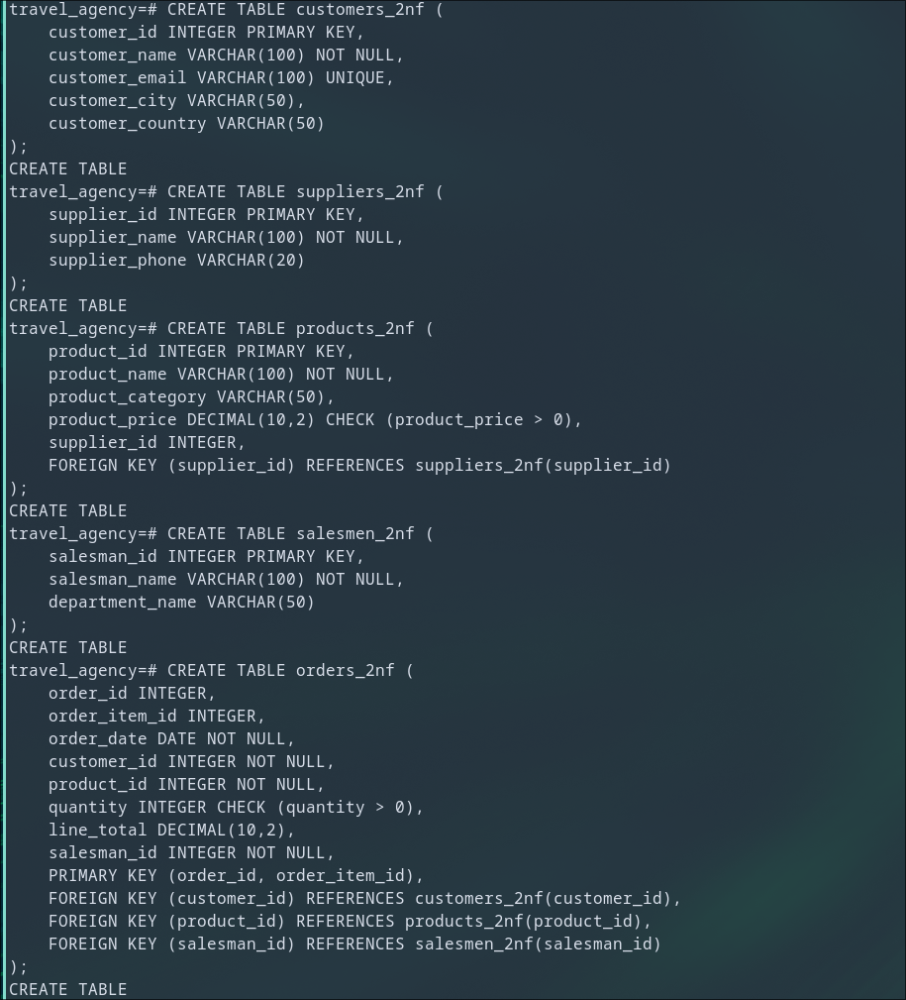 travel_agency=# CREATE TABLE customers_2nf (
    customer_id INTEGER PRIMARY KEY,
    customer_name VARCHAR(100) NOT NULL,
    customer_email VARCHAR(100) UNIQUE,
    customer_city VARCHAR(50),
    customer_country VARCHAR(50)
);
CREATE TABLE
travel_agency=# CREATE TABLE suppliers_2nf (
    supplier_id INTEGER PRIMARY KEY,
    supplier_name VARCHAR(100) NOT NULL,
    supplier_phone VARCHAR(20)
);
CREATE TABLE
travel_agency=# CREATE TABLE products_2nf (
    product_id INTEGER PRIMARY KEY,
    product_name VARCHAR(100) NOT NULL,
    product_category VARCHAR(50),
    product_price DECIMAL(10,2) CHECK (product_price > 0),
    supplier_id INTEGER,
    FOREIGN KEY (supplier_id) REFERENCES suppliers_2nf(supplier_id)
);
CREATE TABLE
travel_agency=# CREATE TABLE salesmen_2nf (
    salesman_id INTEGER PRIMARY KEY,
    salesman_name VARCHAR(100) NOT NULL,
    department_name VARCHAR(50)
);
CREATE TABLE
travel_agency=# CREATE TABLE orders_2nf (
    order_id INTEGER,
    order_item_id INTEGER,
    order_date DATE NOT NULL,
    customer_id INTEGER NOT NULL,
    product_id INTEGER NOT NULL,
    quantity INTEGER CHECK (quantity > 0),
    line_total DECIMAL(10,2),
    salesman_id INTEGER NOT NULL,
    PRIMARY KEY (order_id, order_item_id),
    FOREIGN KEY (customer_id) REFERENCES customers_2nf(customer_id),
    FOREIGN KEY (product_id) REFERENCES products_2nf(product_id),
    FOREIGN KEY (salesman_id) REFERENCES salesmen_2nf(salesman_id)
);
CREATE TABLE